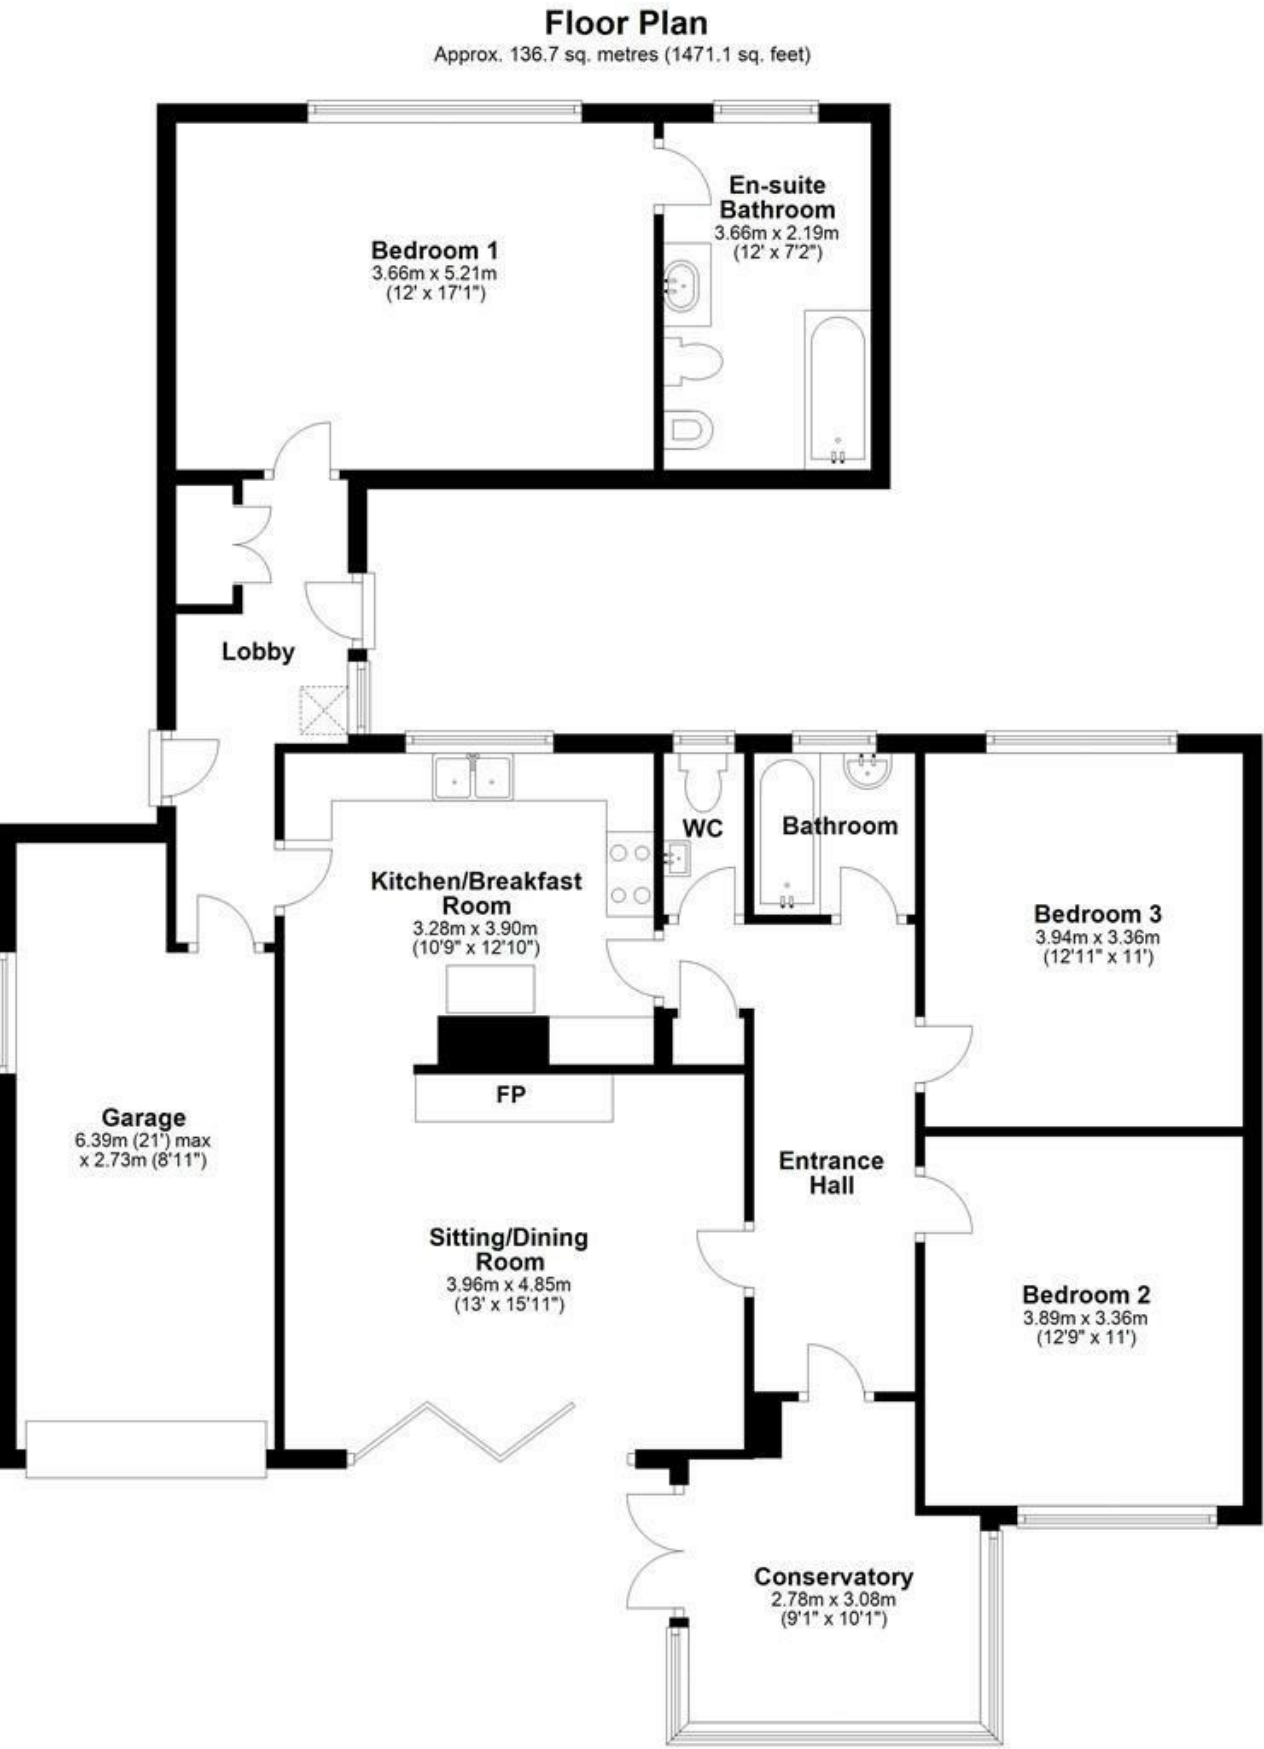 Floor Plan
Approx. 136.7 sq. metres (1471.1 sq. feet)
En-suite
Bathroom
3.66m x 2.19m
(12' x 7'2")
Bedroom 1
3.66m x 5.21m
(12' x 17'1")
Lobby
WC
Bathroom
Kitchen/Breakfast
Room
3.28m x 3.90m
(10'9" x 12'10")
Bedroom 3
3.94m x 3.36m
(12'11" x 11')
FP
Garage
6.39m (21') max
x 2.73m (8'11")
Entrance
Hall
Sitting/Dining
Room
3.96m x 4.85m
(13' x 15'11")
Bedroom 2
3.89m x 3.36m
(12'9" x 11')
Conservatory
2.78m x 3.08m
(9'1" x 10'1")